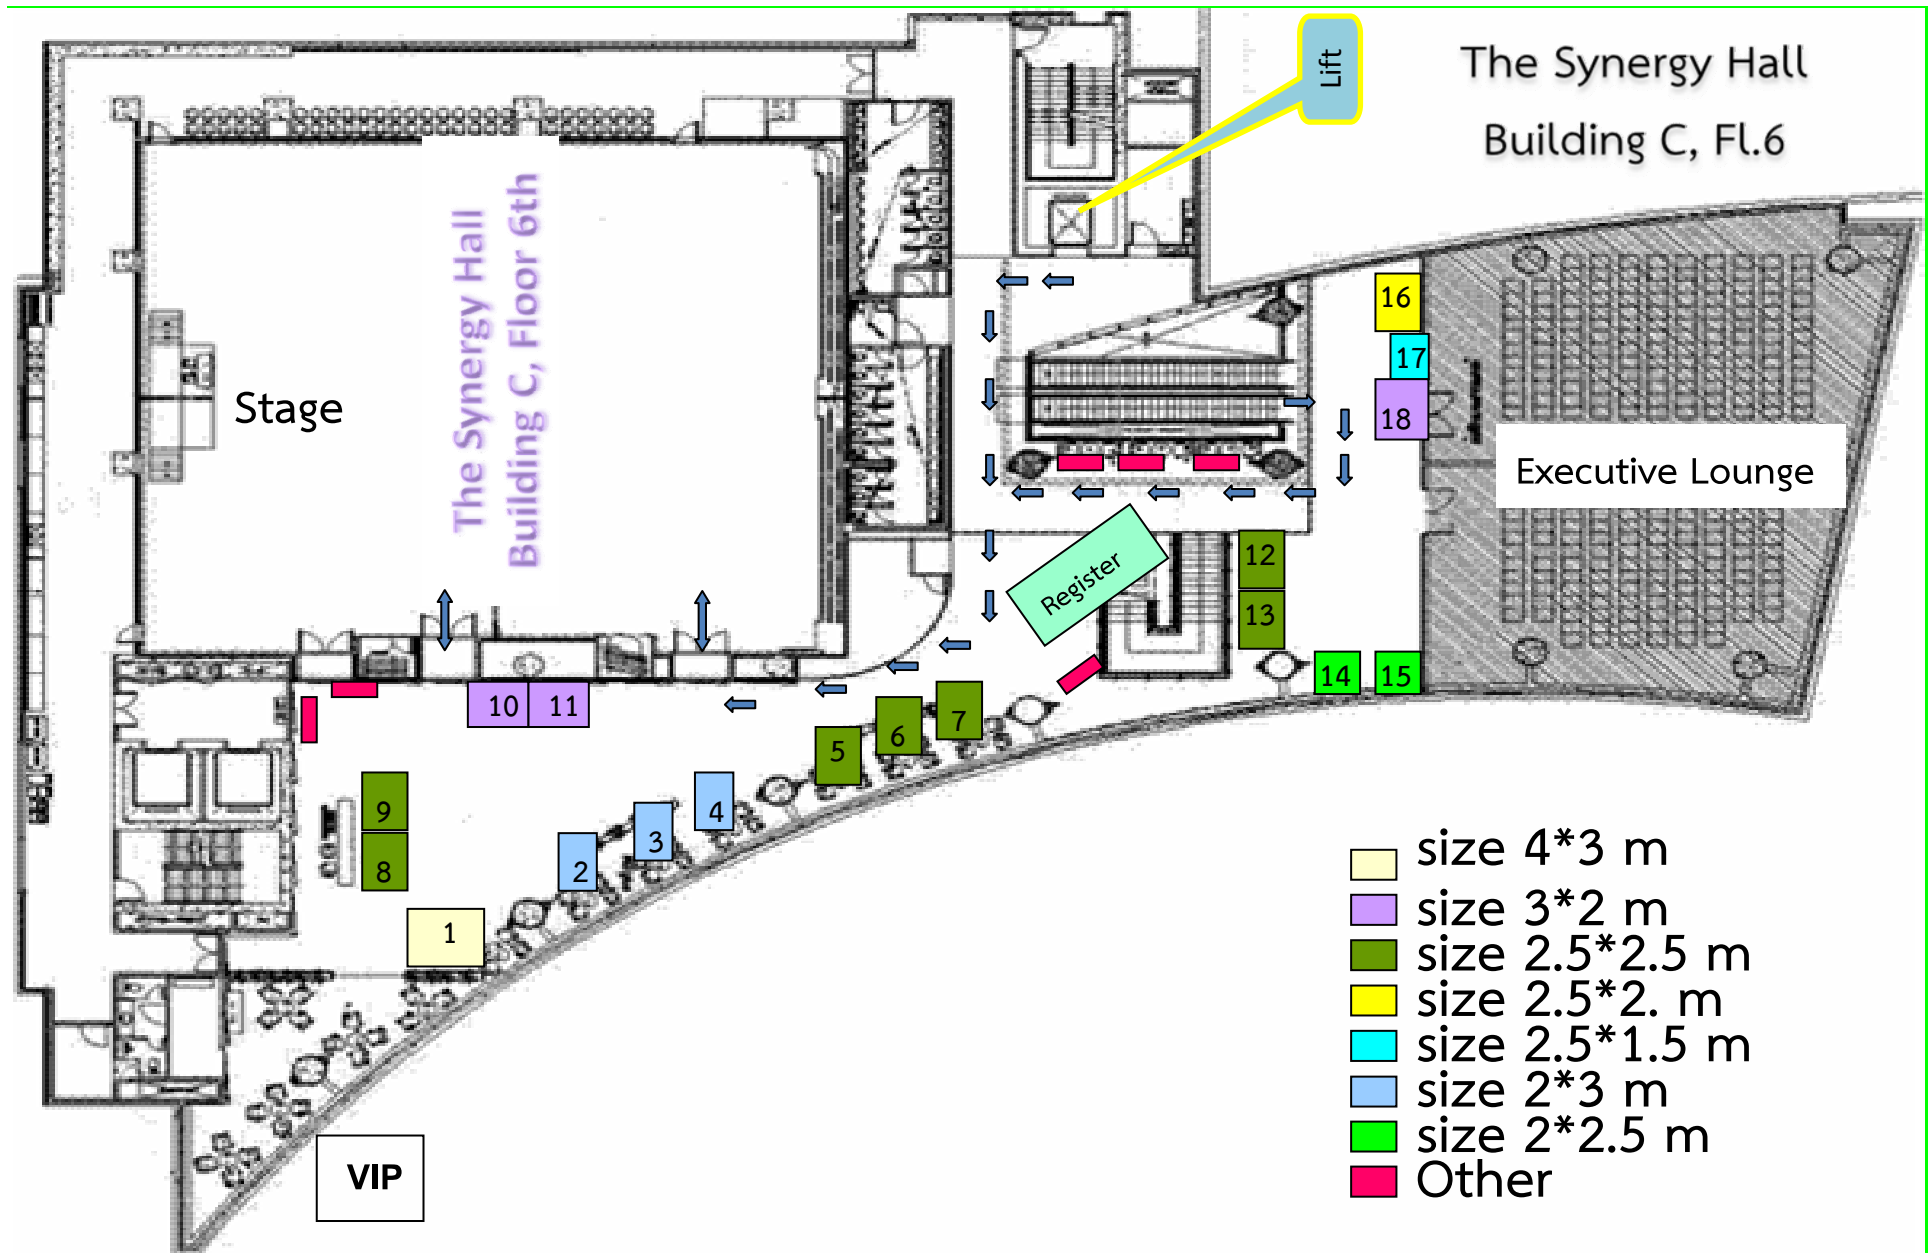 Lift
The Synergy Hall
Building C, Fl.6
The Synergy Hall
Building C, Floor 6th
Stage
16
17
18
Executive Lounge
Register
12
13
14
15
10
11
7
6
5
4
3
2
9
8
1
VIP
size 4*3 m
size 3*2 m
size 2.5*2.5 m
size 2.5*2. m
size 2.5*1.5 m
size 2*3 m
size 2*2.5 m
Other